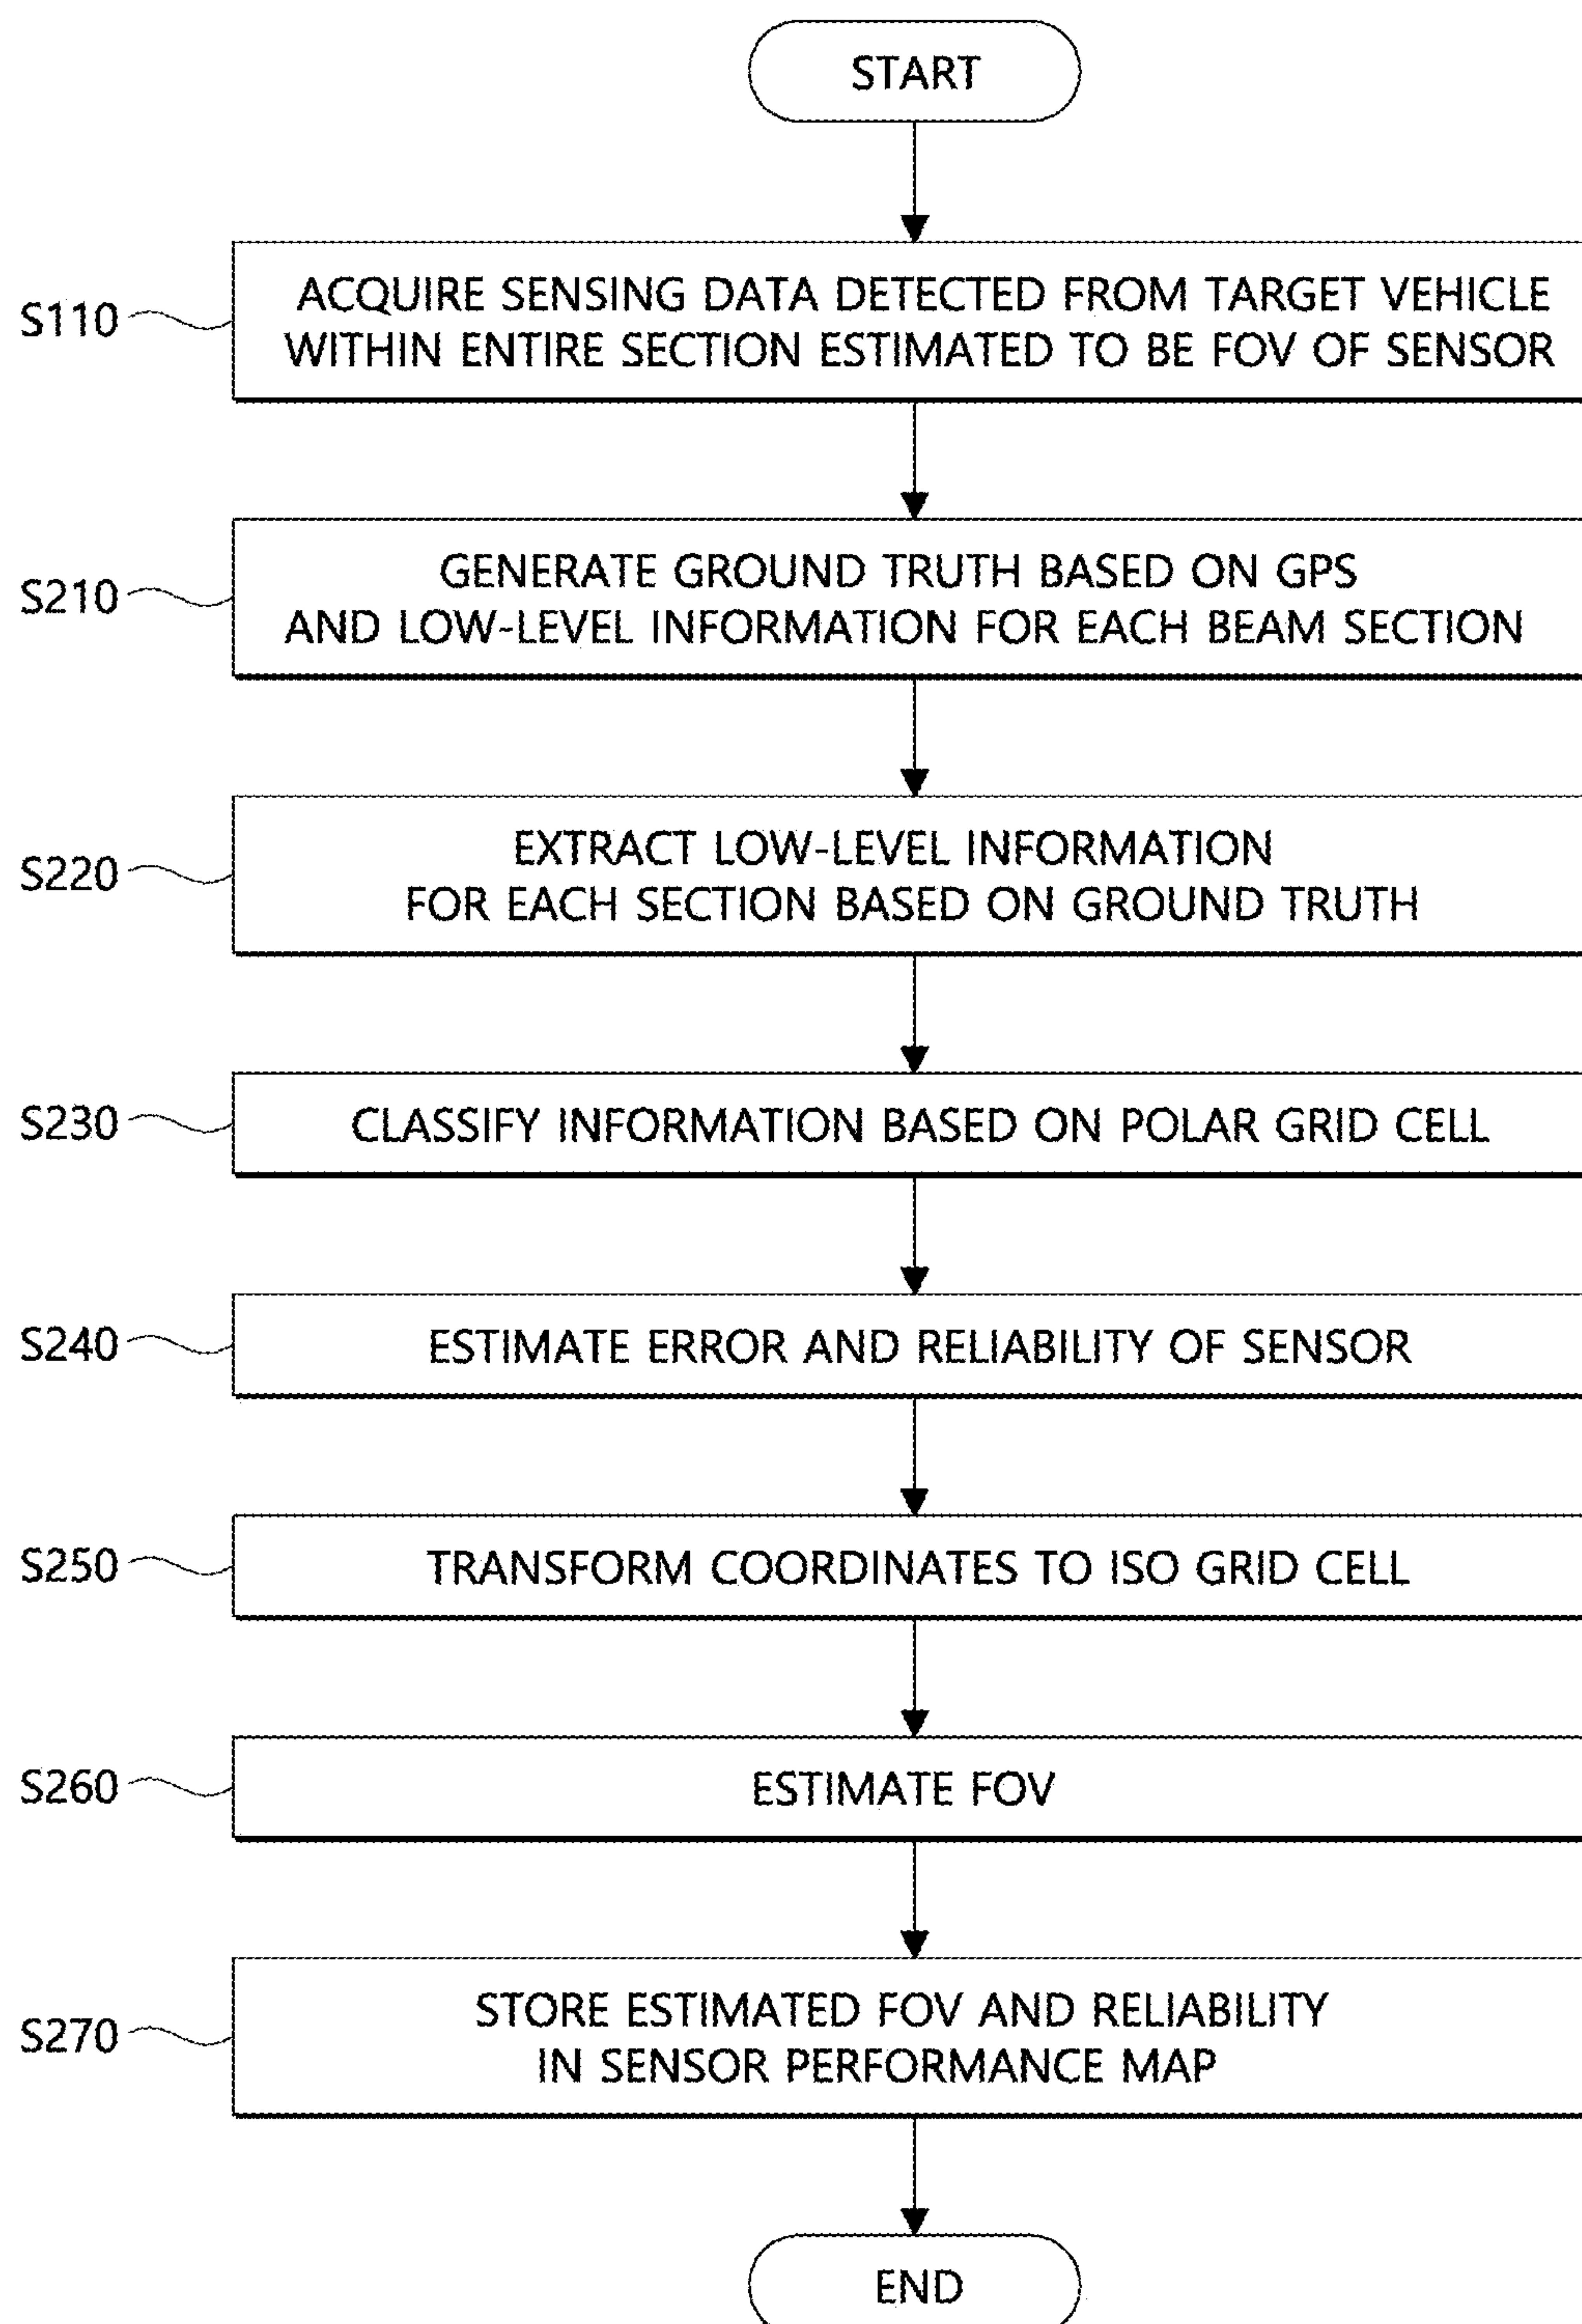 START
S110
ACQUIRE SENSING DATA DETECTED FROM TARGET VEHICLE
WITHIN ENTIRE SECTION ESTIMATED TO BE FOV OF SENSOR
S210
GENERATE GROUND TRUTH BASED ON GPS
AND LOW-LEVEL INFORMATION FOR EACH BEAM SECTION
S220
EXTRACT LOW-LEVEL INFORMATION
FOR EACH SECTION BASED ON GROUND TRUTH
S230
CLASSIFY INFORMATION BASED ON POLAR GRID CELL
S240
ESTIMATE ERROR AND RELIABILITY OF SENSOR
S250
TRANSFORM COORDINATES TO ISO GRID CELL
S260
ESTIMATE FOV
S270
STORE ESTIMATED FOV AND RELIABILITY
IN SENSOR PERFORMANCE MAP
END